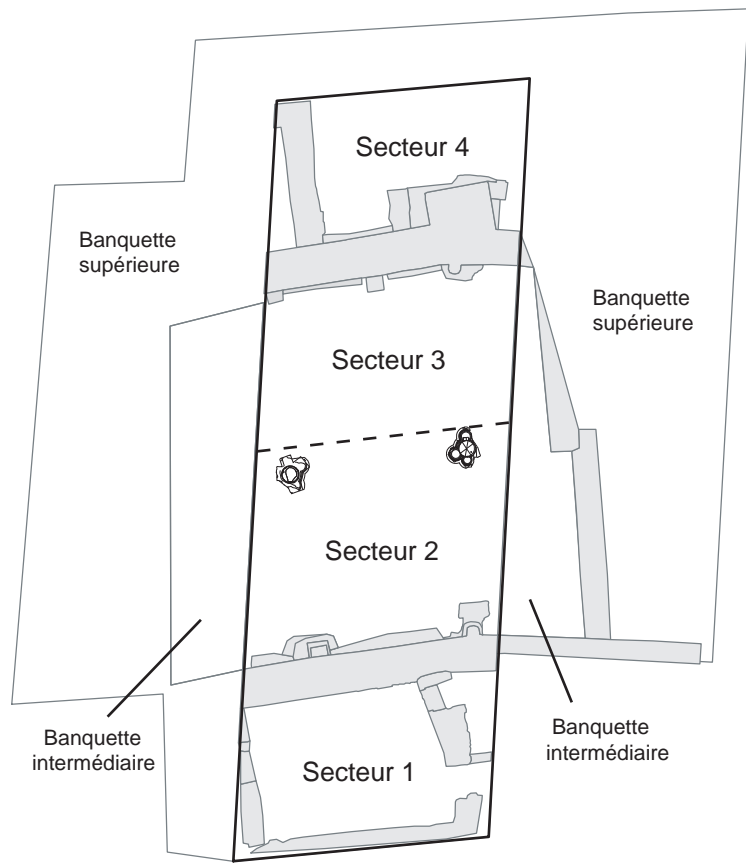 Secteur 4
Banquette
supérieure
Banquette
supérieure
Secteur 3
Secteur 2
Banquette
intermédiaire
Banquette
intermédiaire
Secteur 1